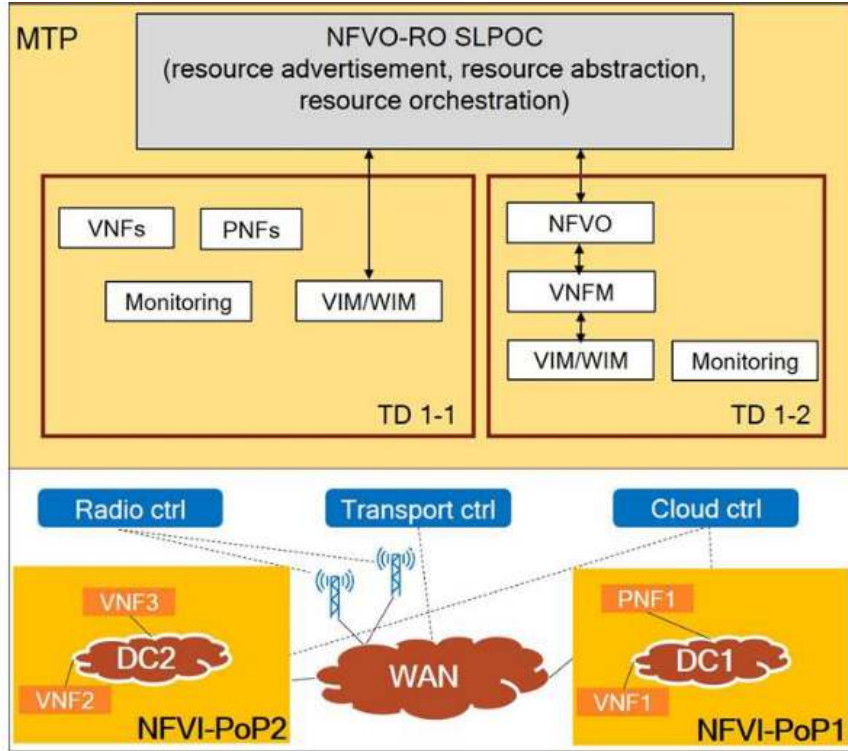 MTP
NFVO-RO SLPOC
(resource advertisement, resource abstraction,
resource orchestration)
VNFs
PNFs
Monitoring
VIM/WIM
TD 1-1
NFVO
VNFM
VIM/WIM
Monitoring
TD 1-2
Radio ctrl
Transport ctrl
Cloud ctrl
VNF3
DC2
VNF2
NFVI-PoP2
WAN
PNF1
DC1
VNF1
NFVI-PoP1